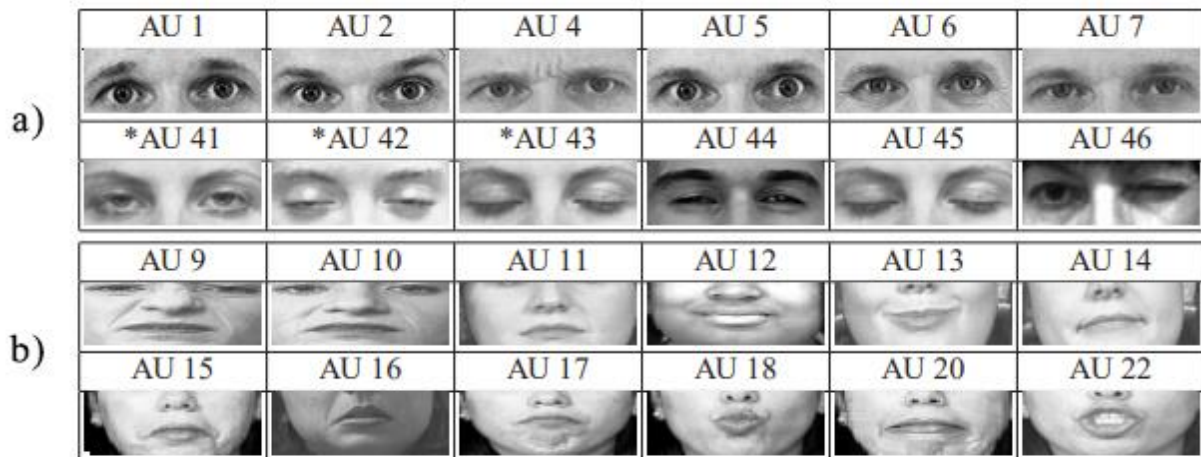 AU 1 AU 2 AU 4 AU 5 AU 6 AU 7
a)
*AU 41 *AU 42 *AU 43 AU 44 AU 45 AU 46
AU 9 AU 10 AU 11 AU 12 AU 13 AU 14
b)
AU 15 AU 16 AU 17 AU 18 AU 20 AU 22